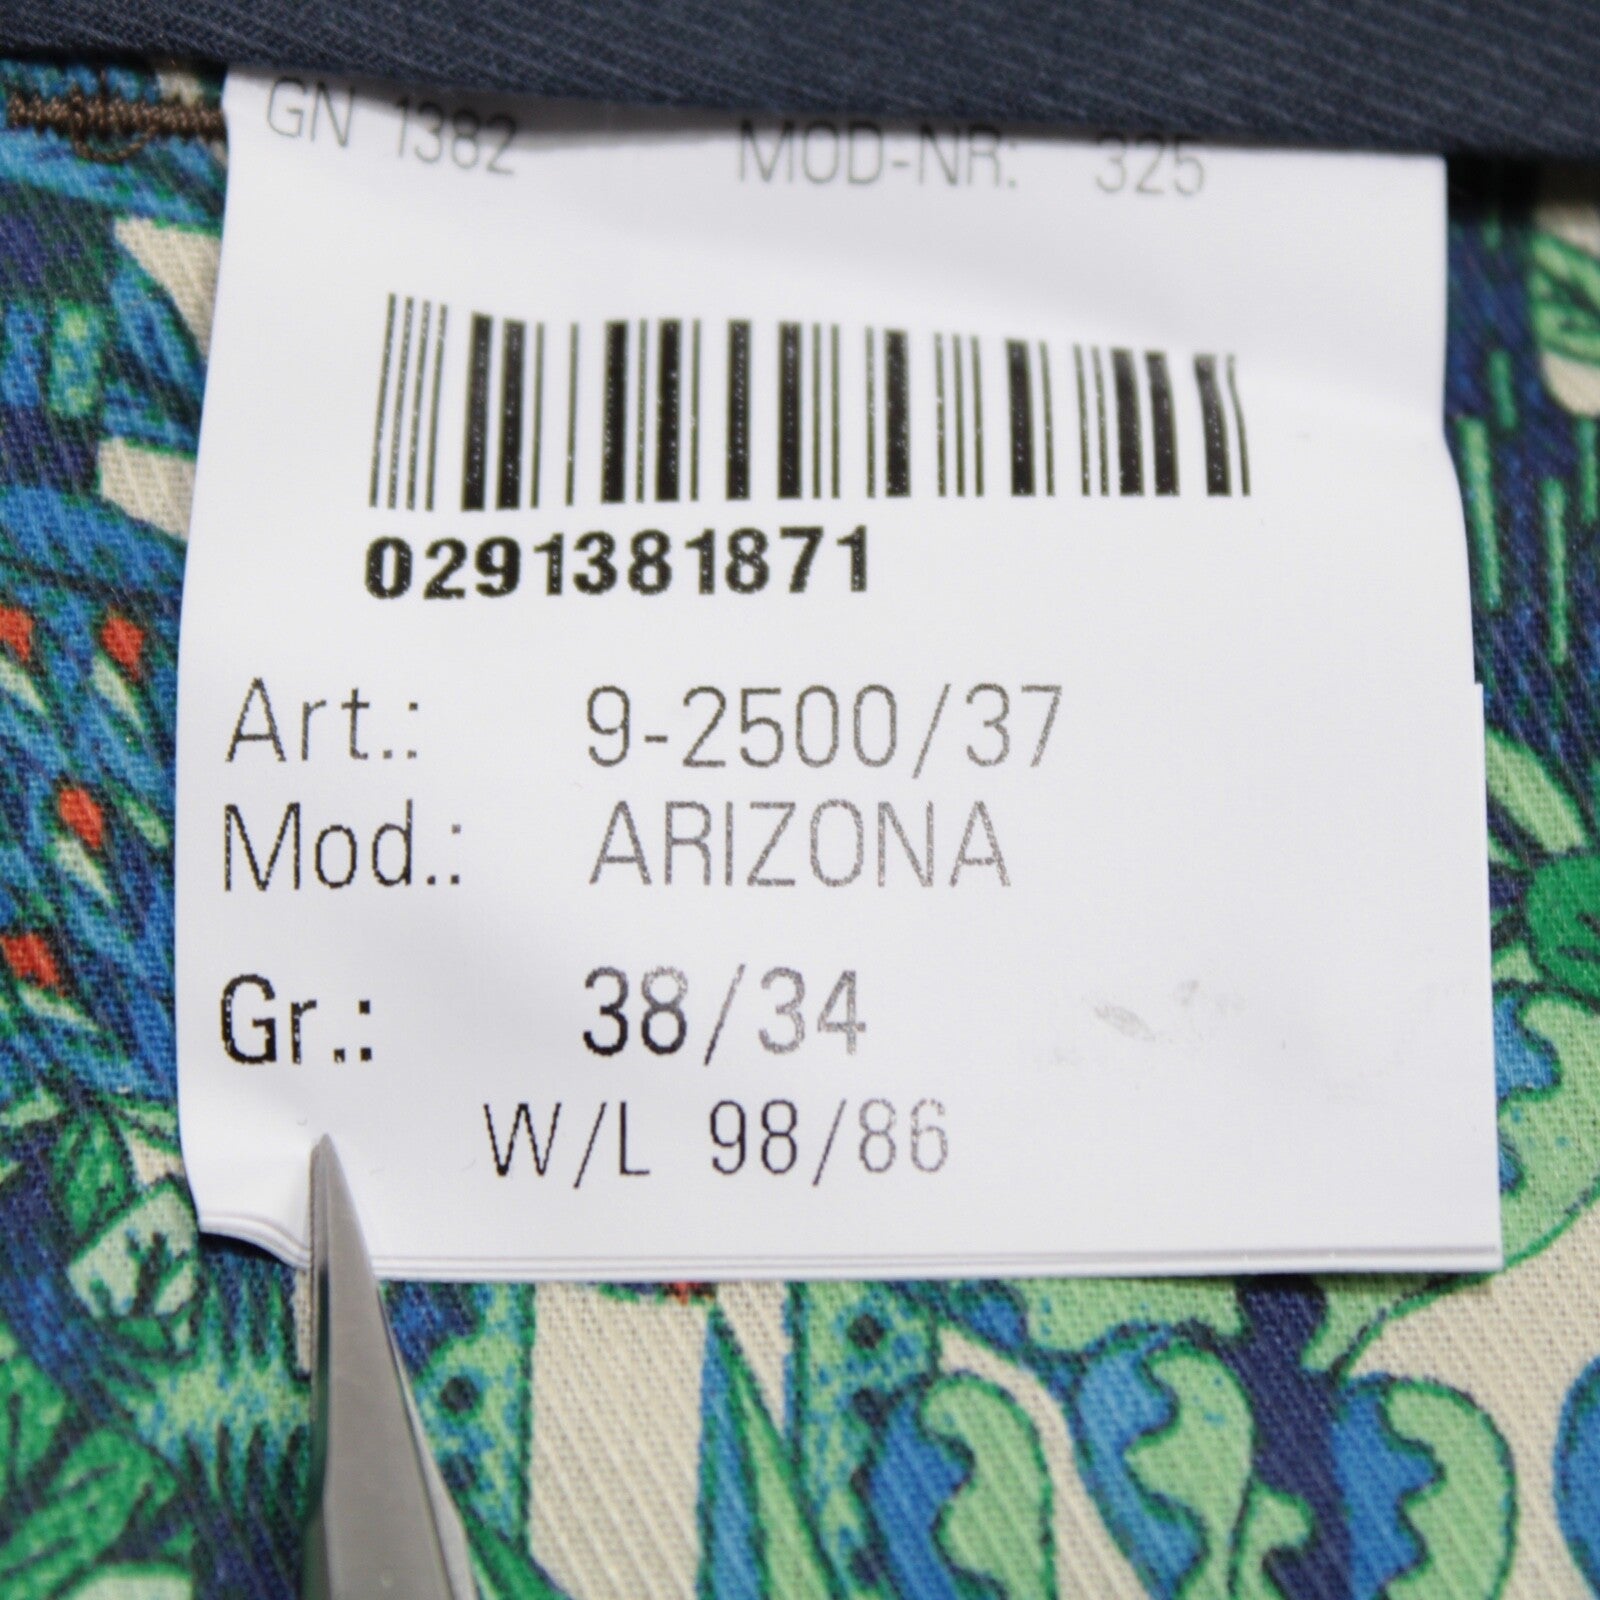 GN 1382 MOD-NR: 325
0291381871
Art.: 9-2500/37
Mod.: ARIZONA
Gr.: 38/34
W/L 98/86